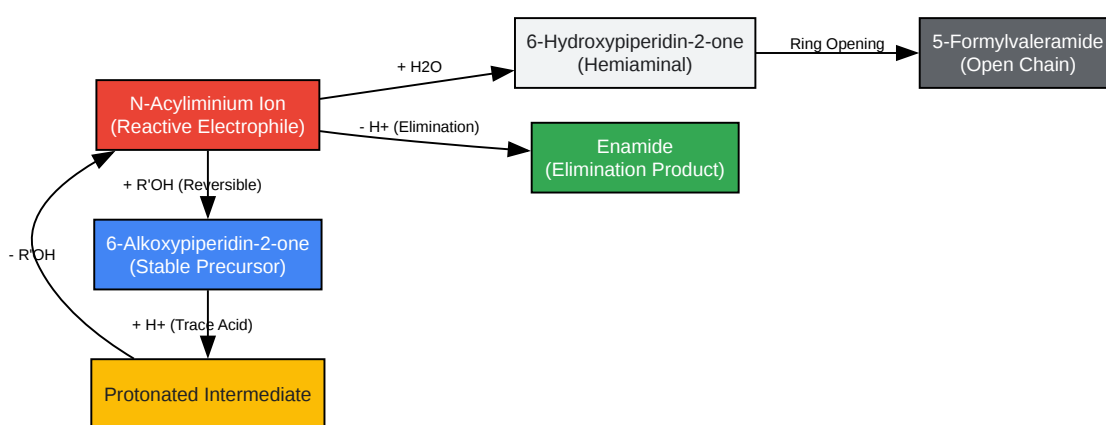 6-Hydroxypiperidin-2-one
(Hemiaminal)
Ring Opening
5-Formylvaleramide
(Open Chain)
+ H2O
N-Acyliminium Ion
(Reactive Electrophile)
- H+ (Elimination)
Enamide
(Elimination Product)
+ R'OH (Reversible)
6-Alkoxypiperidin-2-one
(Stable Precursor)
- R'OH
+ H+ (Trace Acid)
Protonated Intermediate